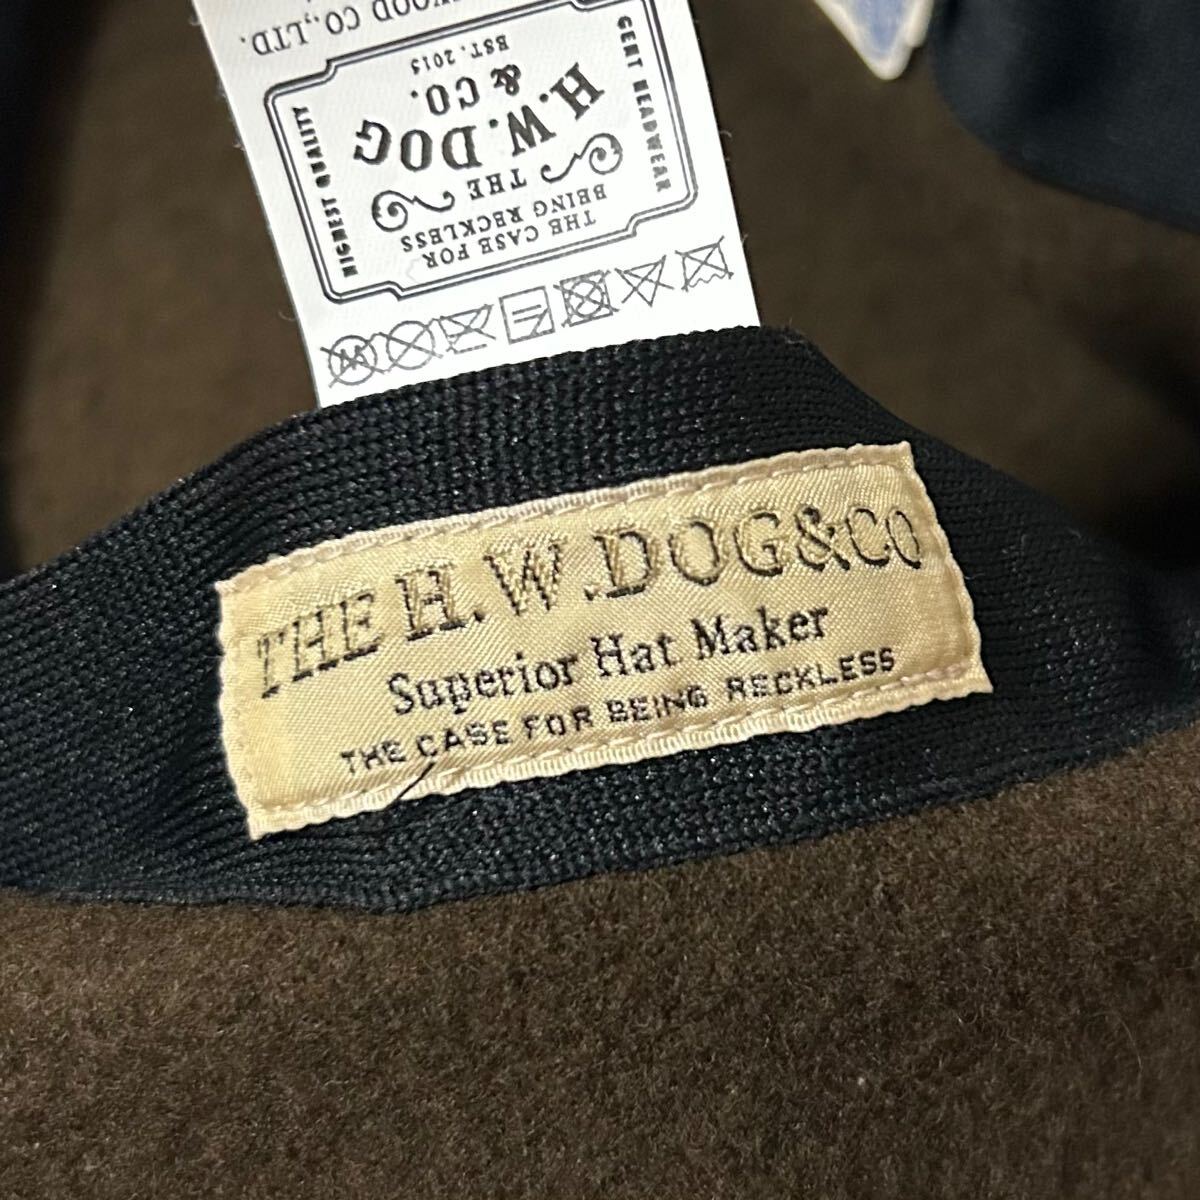 THE H.W.DOG&CO
Superior Hat Maker
THE CASE FOR BEING RECKLESS
THE CASE FOR
BEING RECKLESS
THE
H.W. DOG
& CO.
EST. 2015
HIGHEST QUALITY
GENT HEADWEAR
CO.,LTD.